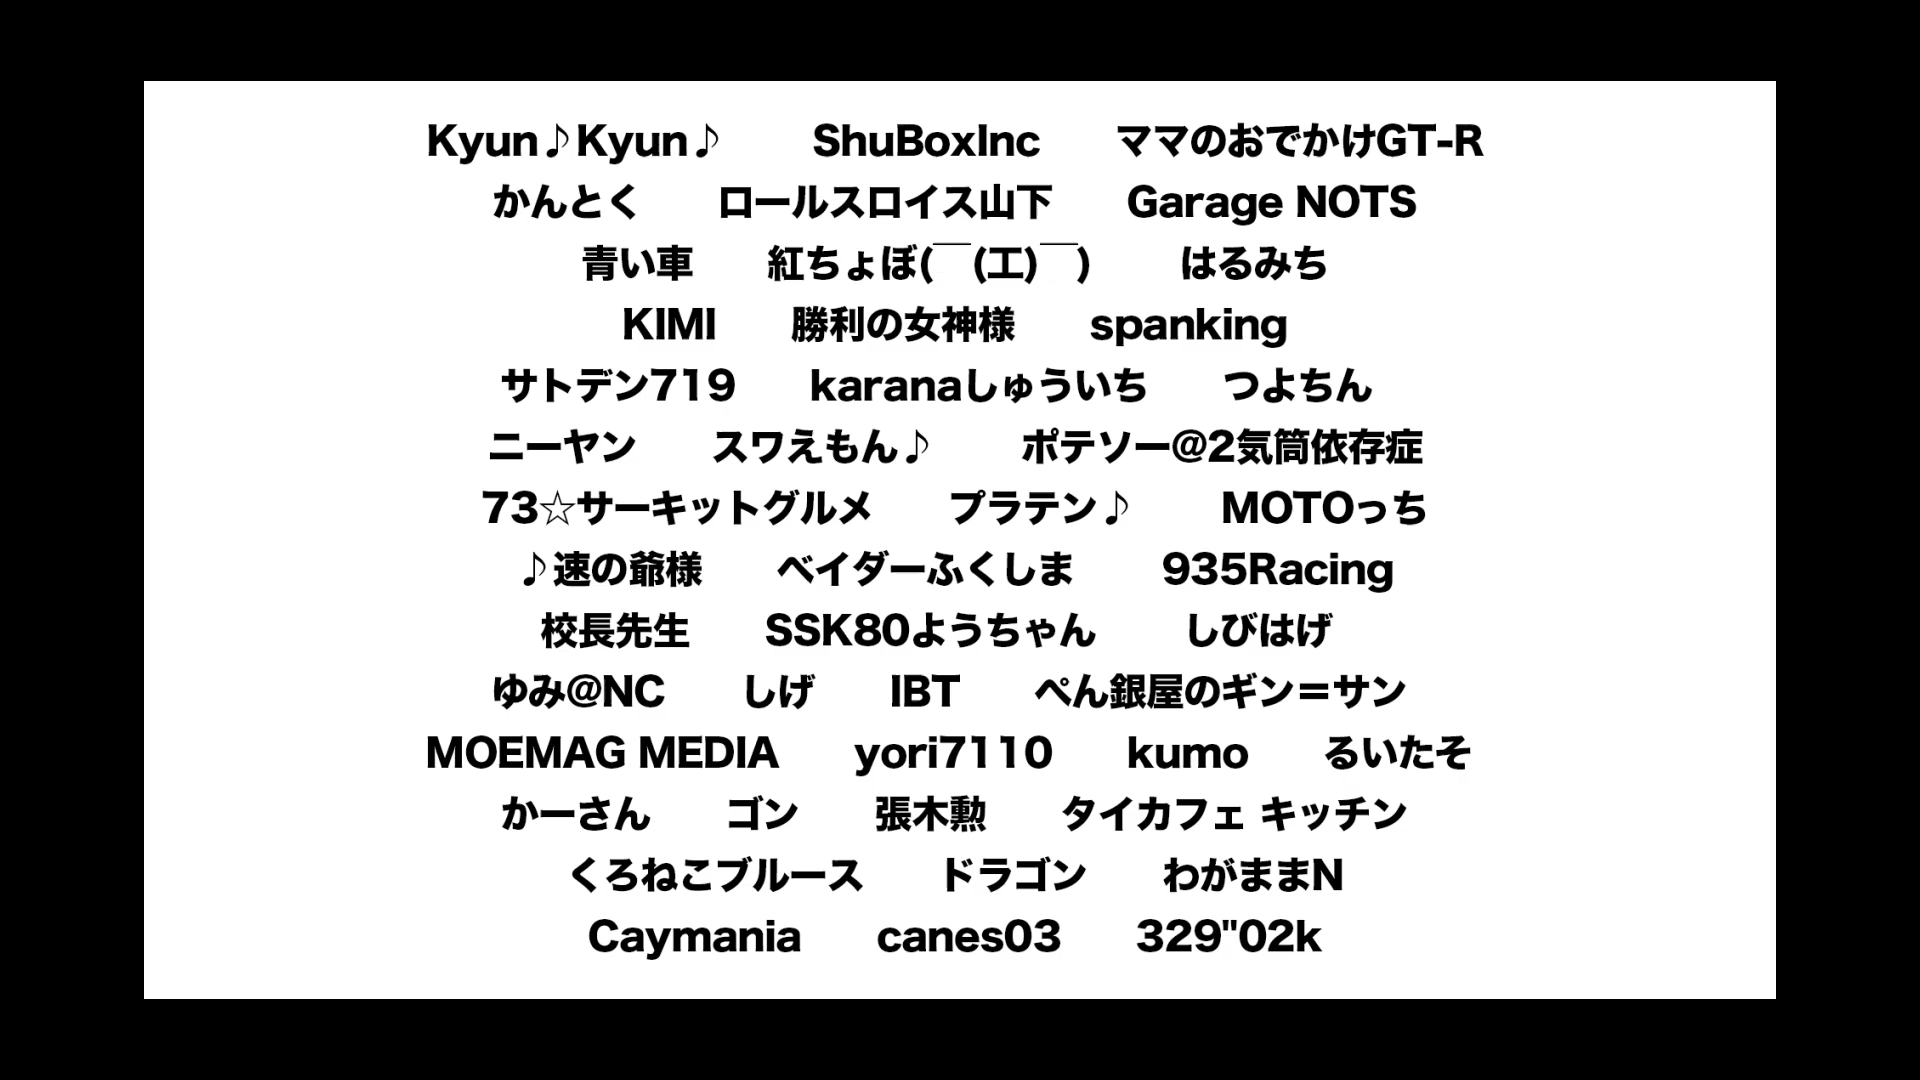 Kyun♪Kyun♪ ShuBoxInc ママのおでかけGT-R
かんとく ロールスロイス山下 Garage NOTS
青い車 紅ちょぼ(￣(工)￣) はるみち
KIMI 勝利の女神様 spanking
サトデン719 karanaしゅういち つよちん
ニーヤン スワえもん♪ ポテソー@2気筒依存症
73☆サーキットグルメ プラテン♪ MOTOっち
♪速の爺様 ベイダーふくしま 935Racing
校長先生 SSK80ようちゃん しびはげ
ゆみ@NC しげ IBT ぺん銀屋のギン＝サン
MOEMAG MEDIA yori7110 kumo るいたそ
かーさん ゴン 張木勲 タイカフェ キッチン
くろねこブルース ドラゴン わがままN
Caymania canes03 329"02k